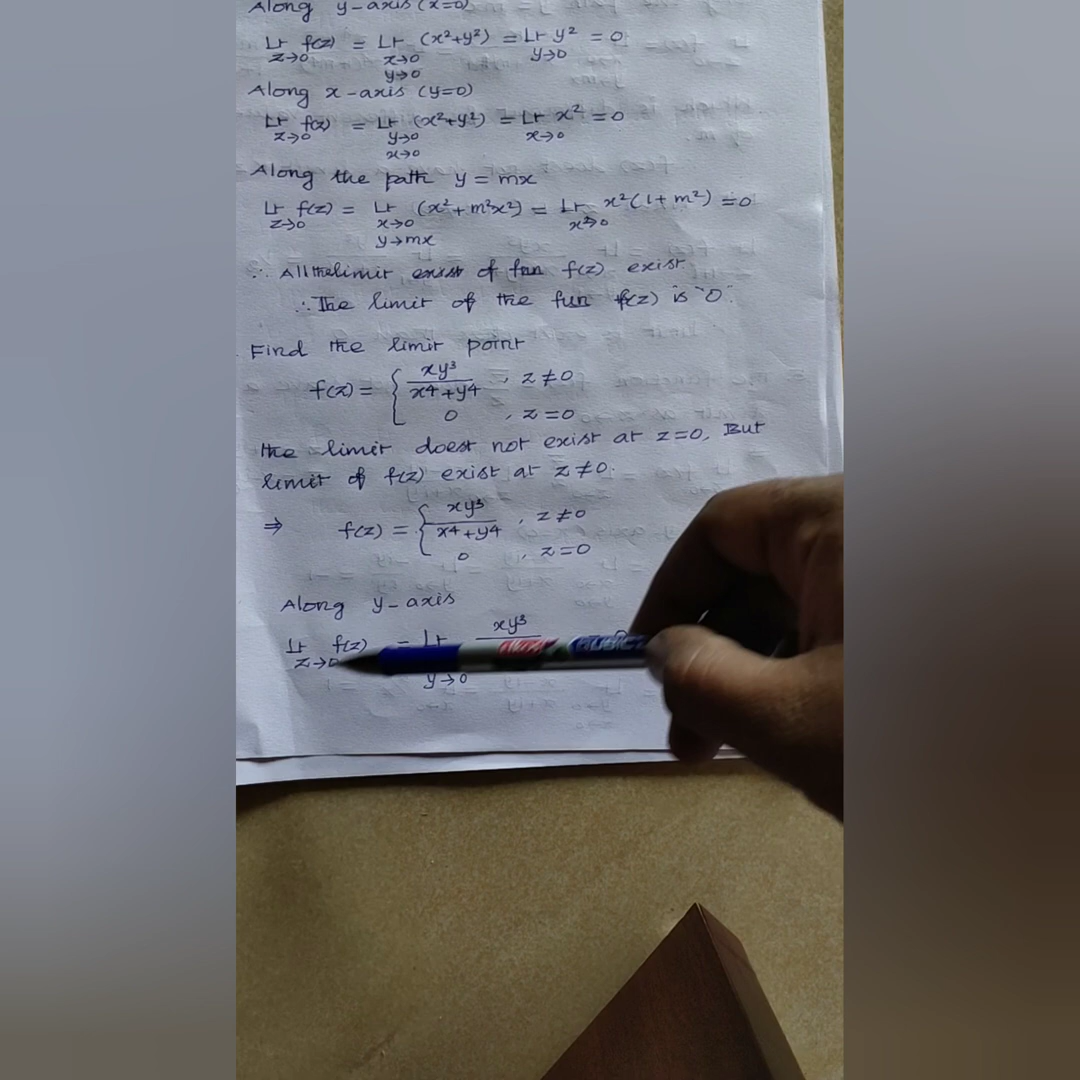 Along y-axis (x=0)
Lt f(z) = Lt (x²+y²) = Lt y² = 0
z→0 x→0 y→0
y→0
Along x-axis (y=0)
Lt f(z) = Lt (x²+y²) = Lt x² = 0
z→0 y→0 x→0
x→0
Along the path y = mx
Lt f(z) = Lt (x²+m²x²) = Lt x²(1+m²) = 0
z→0 x→0 x→0
y→mx
∴ All the limit exist of fun f(z) exist
∴ The limit of the fun f(z) is "0".
Find the limit point
f(z) = { xy³/x⁴+y⁴ , z≠0
0 , z=0
the limit doest not exist at z=0, But
limit of f(z) exist at z≠0.
⇒ f(z) = { xy³/x⁴+y⁴ , z≠0
0 , z=0
Along y-axis
Lt f(z) = Lt xy³
z→0
y→0